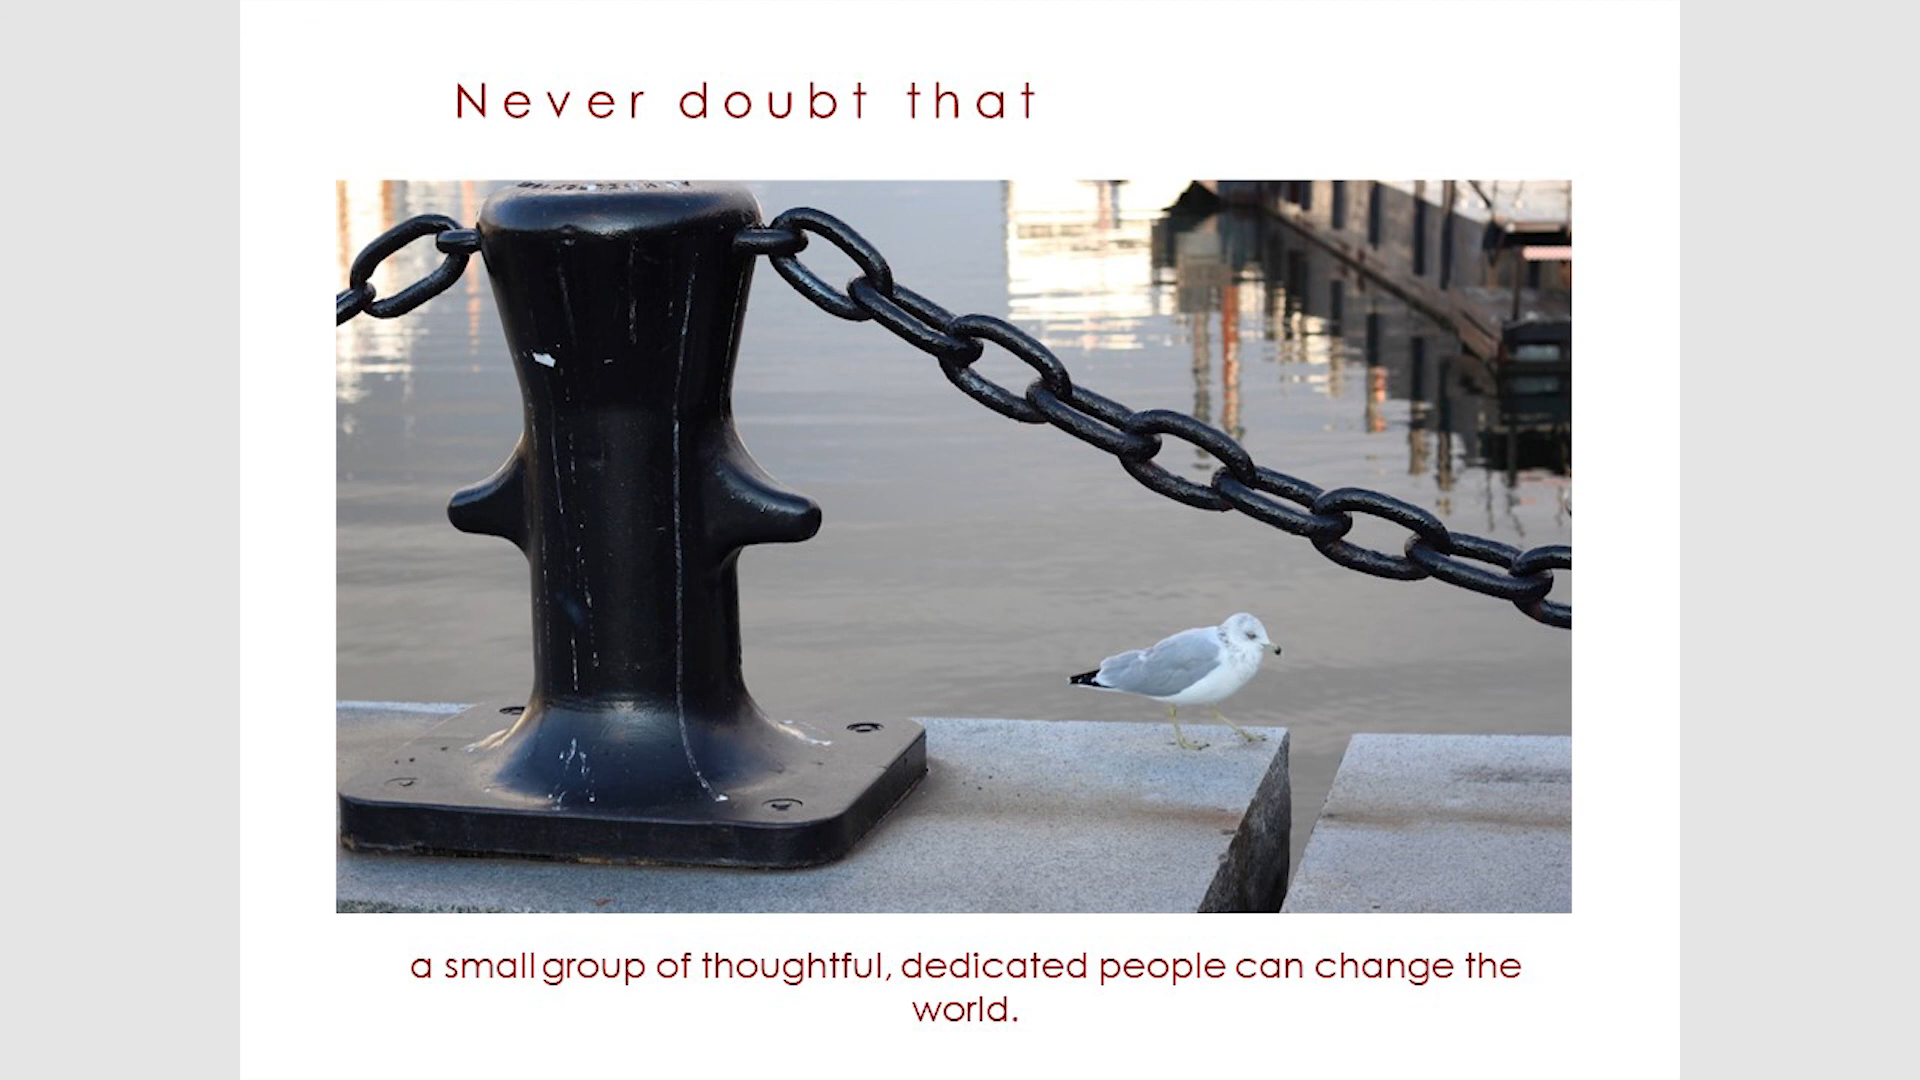 Never doubt that
a small group of thoughtful, dedicated people can change the
world.